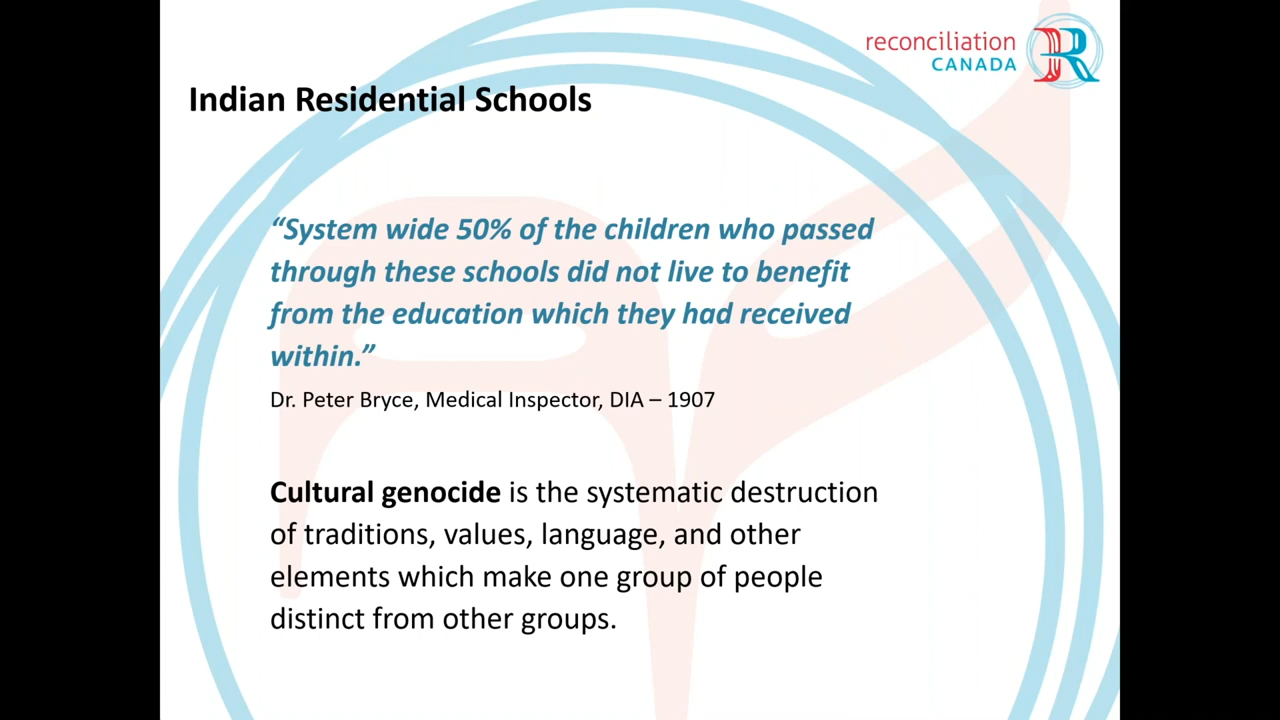 reconciliation
CANADA
Indian Residential Schools
“System wide 50% of the children who passed
through these schools did not live to benefit
from the education which they had received
within.”
Dr. Peter Bryce, Medical Inspector, DIA – 1907
Cultural genocide is the systematic destruction
of traditions, values, language, and other
elements which make one group of people
distinct from other groups.